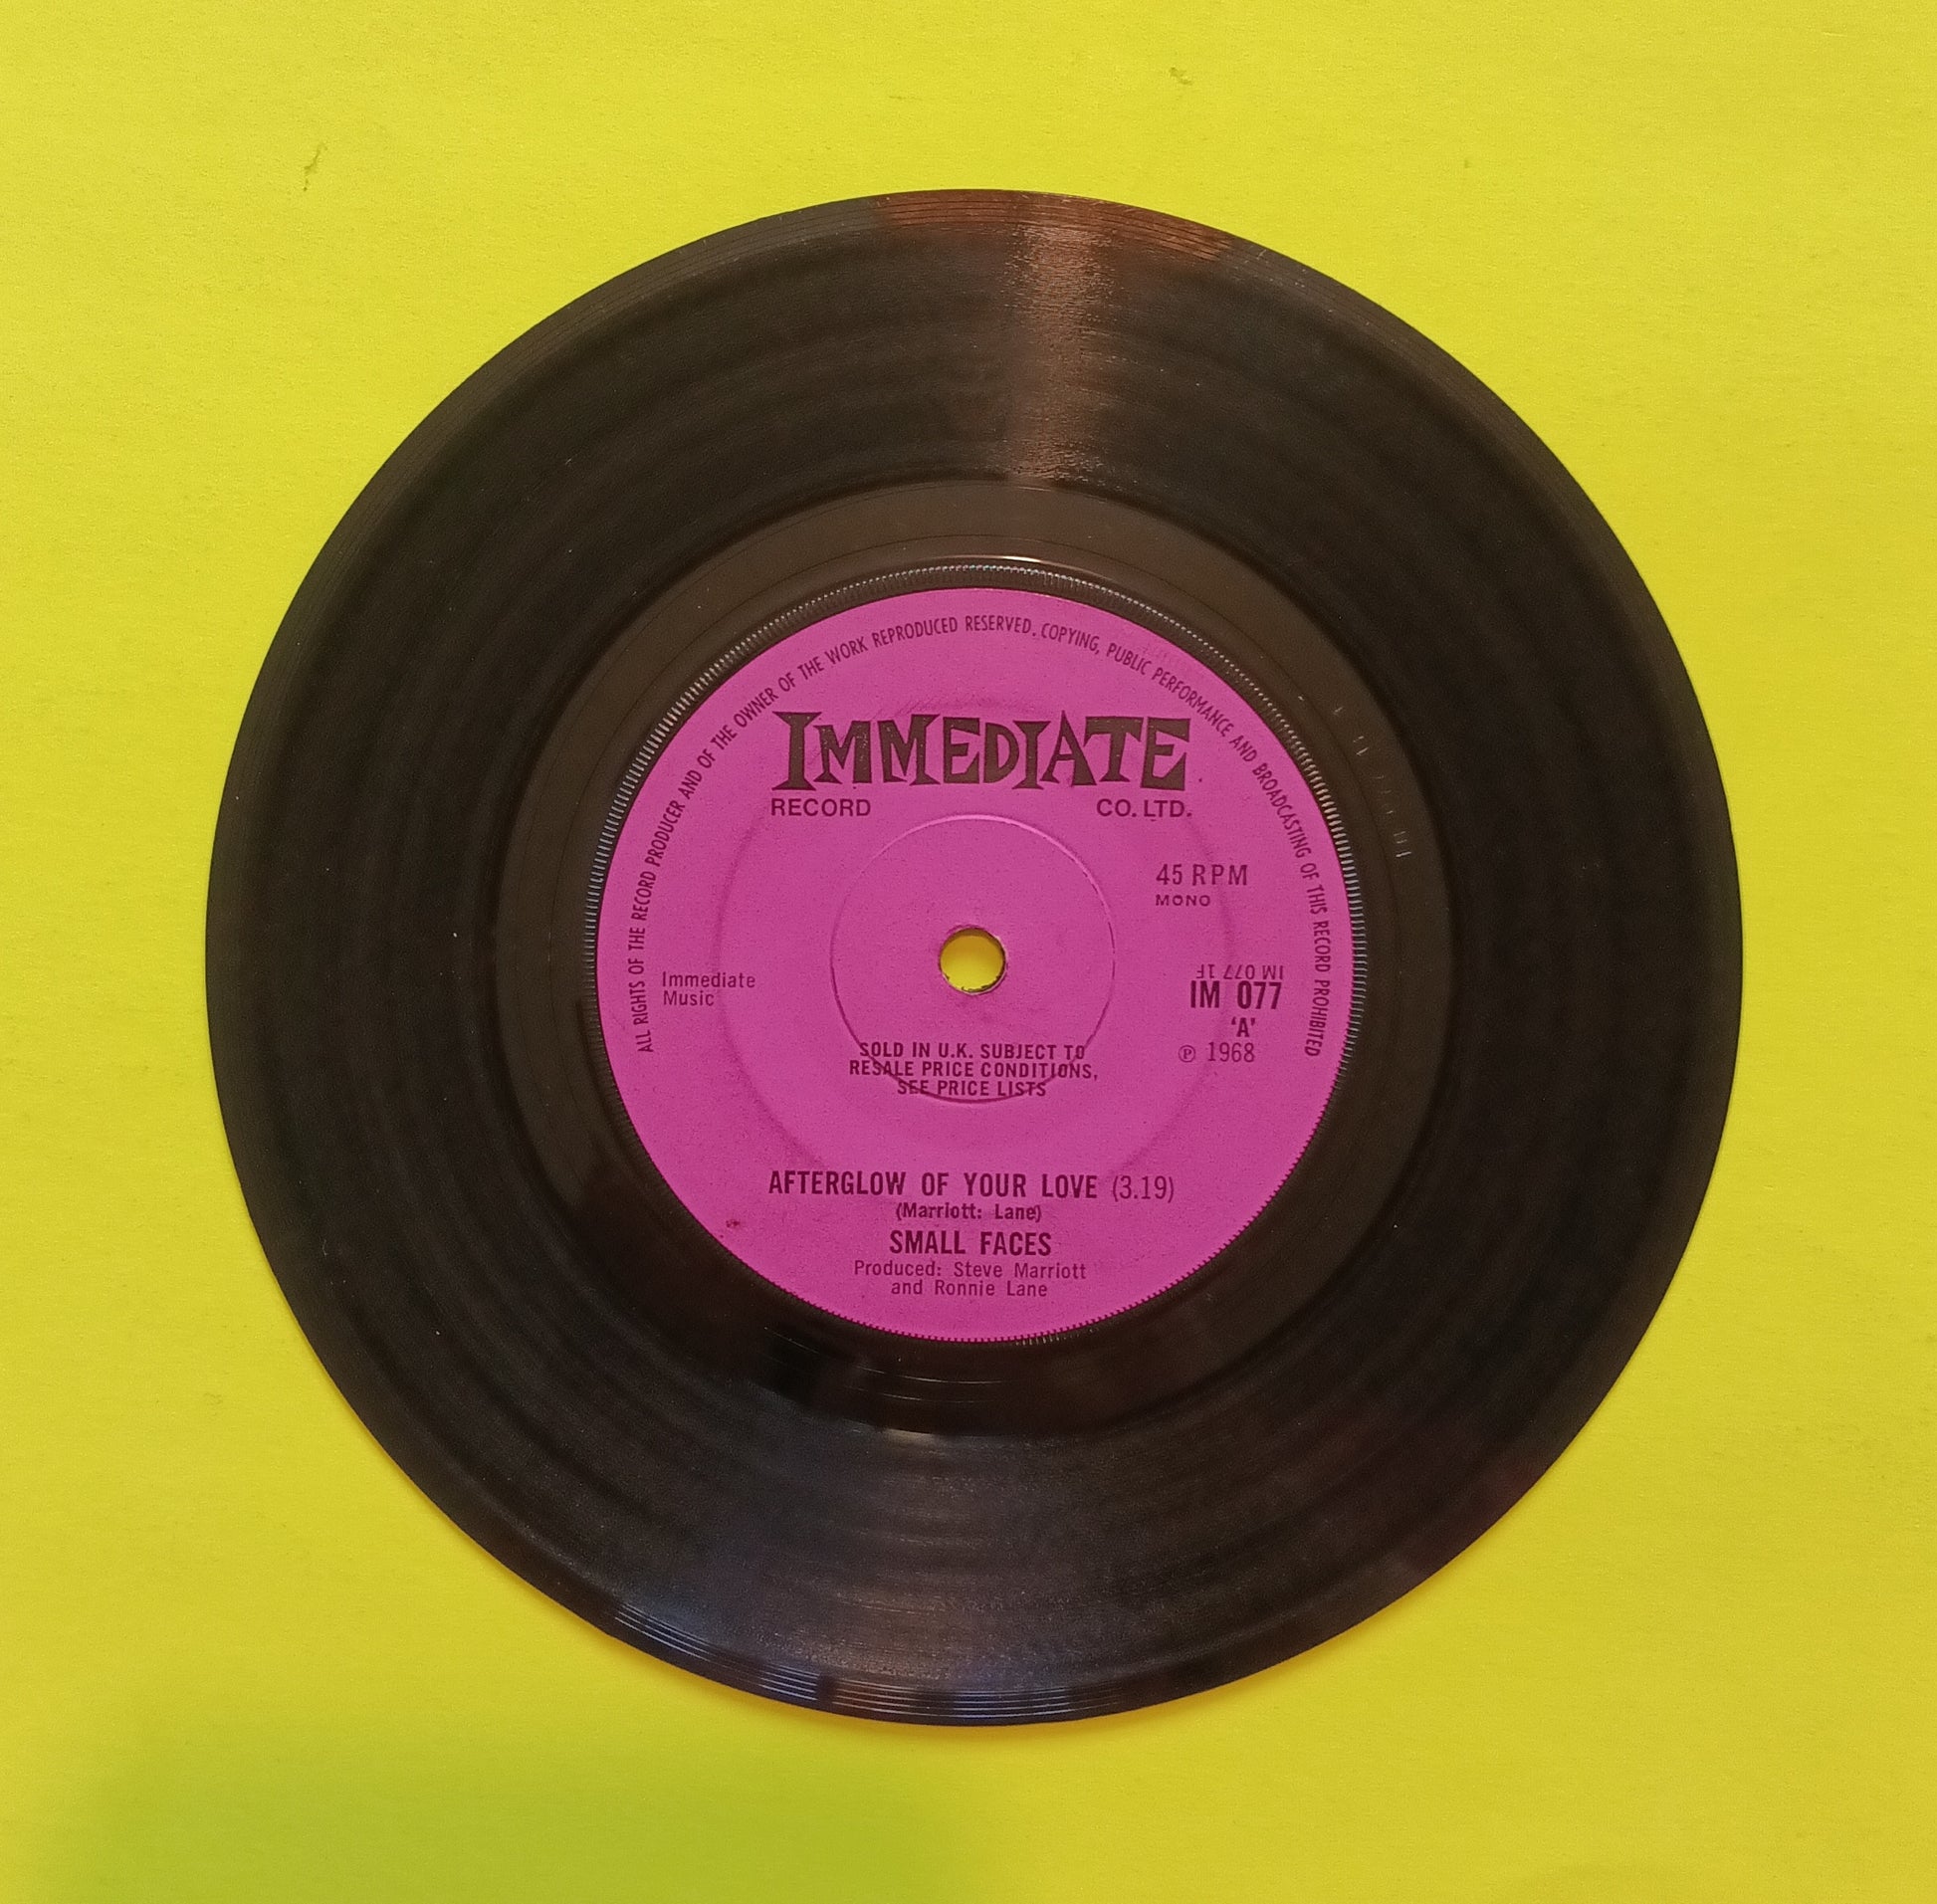 ALL RIGHTS OF THE RECORD PRODUCER AND OF THE OWNER OF THE WORK REPRODUCED RESERVED. COPYING, PUBLIC PERFORMANCE AND BROADCASTING OF THIS RECORD PROHIBITED
IMMEDIATE
RECORD CO. LTD.
45 RPM
MONO
Immediate
Music
IM 077 1F
IM 077
'A'
℗ 1968
SOLD IN U.K. SUBJECT TO
RESALE PRICE CONDITIONS,
SEE PRICE LISTS
AFTERGLOW OF YOUR LOVE (3.19)
(Marriott: Lane)
SMALL FACES
Produced: Steve Marriott
and Ronnie Lane